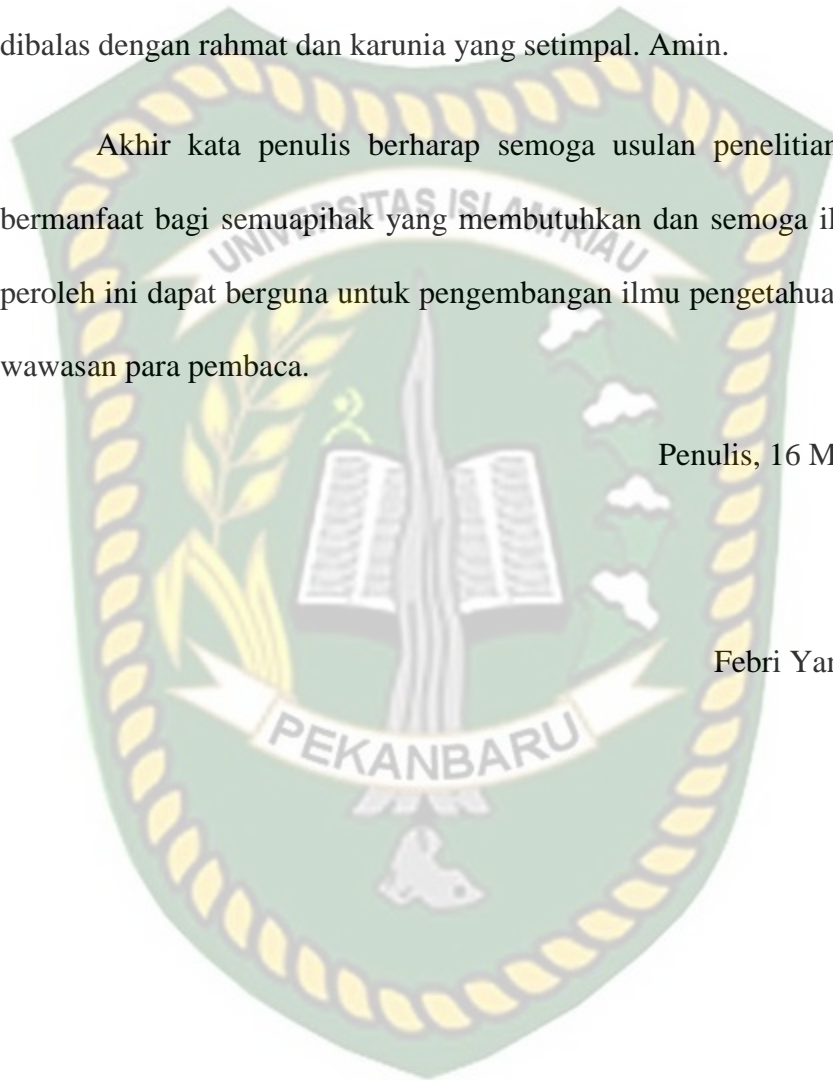 dibalas dengan rahmat dan karunia yang setimpal. Amin.
Akhir kata penulis berharap semoga usulan penelitian
UNIVERSITAS ISLAM RIAU
bermanfaat bagi semuapihak yang membutuhkan dan semoga il
peroleh ini dapat berguna untuk pengembangan ilmu pengetahua
wawasan para pembaca.
Penulis, 16 M
Febri Yan
PEKANBARU